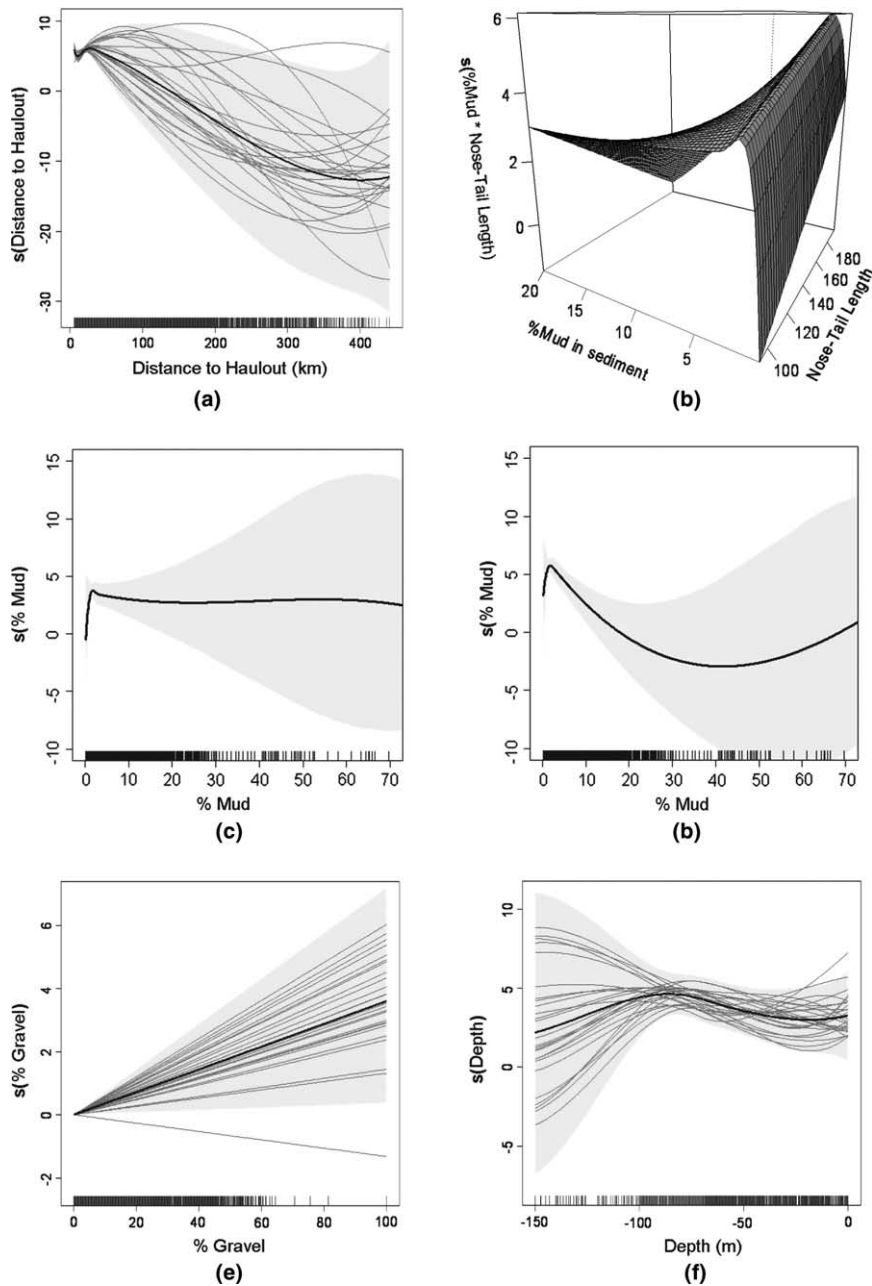 s(Distance to Haulout)
10
0
-10
-20
-30
0 100 200 300 400
Distance to Haulout (km)
(a)
s(%Mud * Nose-Tail Length)
6
4
2
0
20 15 10 5
%Mud in sediment
100 120 140 160 180
Nose-Tail Length
(b)
s(% Mud)
15
10
5
0
-5
-10
0 10 20 30 40 50 60 70
% Mud
(c)
s(% Mud)
15
10
5
0
-5
-10
0 10 20 30 40 50 60 70
% Mud
(b)
s(% Gravel)
6
4
2
0
-2
0 20 40 60 80 100
% Gravel
(e)
s(Depth)
10
5
0
-5
-150 -100 -50 0
Depth (m)
(f)